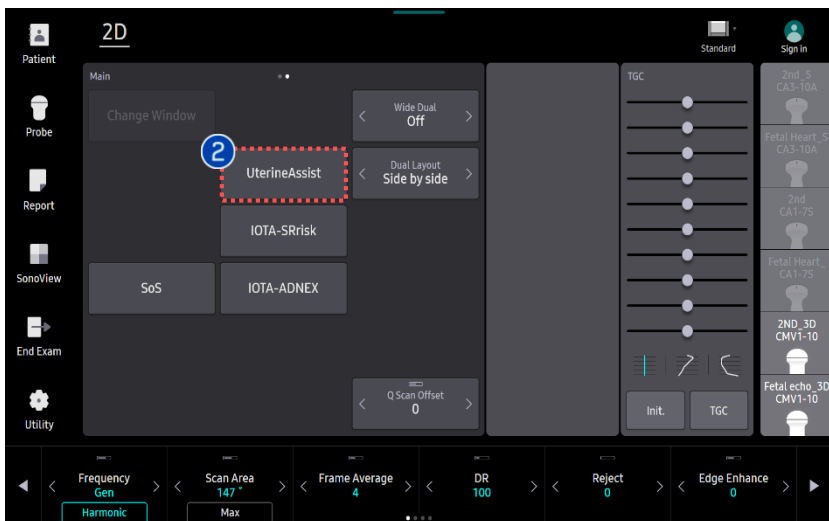 2D
Standard
Sign in
Patient
Probe
Report
SonoView
End Exam
Utility
Main
Change Window
Wide Dual
Off
2
UterineAssist
Dual Layout
Side by side
IOTA-SRrisk
SoS
IOTA-ADNEX
Q Scan Offset
0
TGC
Init.
TGC
2nd_S
CA3-10A
Fetal Heart_S
CA3-10A
2nd
CA1-7S
Fetal Heart_
CA1-7S
2ND_3D
CMV1-10
Fetal echo_3D
CMV1-10
Frequency
Gen
Harmonic
Scan Area
147 °
Max
Frame Average
4
DR
100
Reject
0
Edge Enhance
0